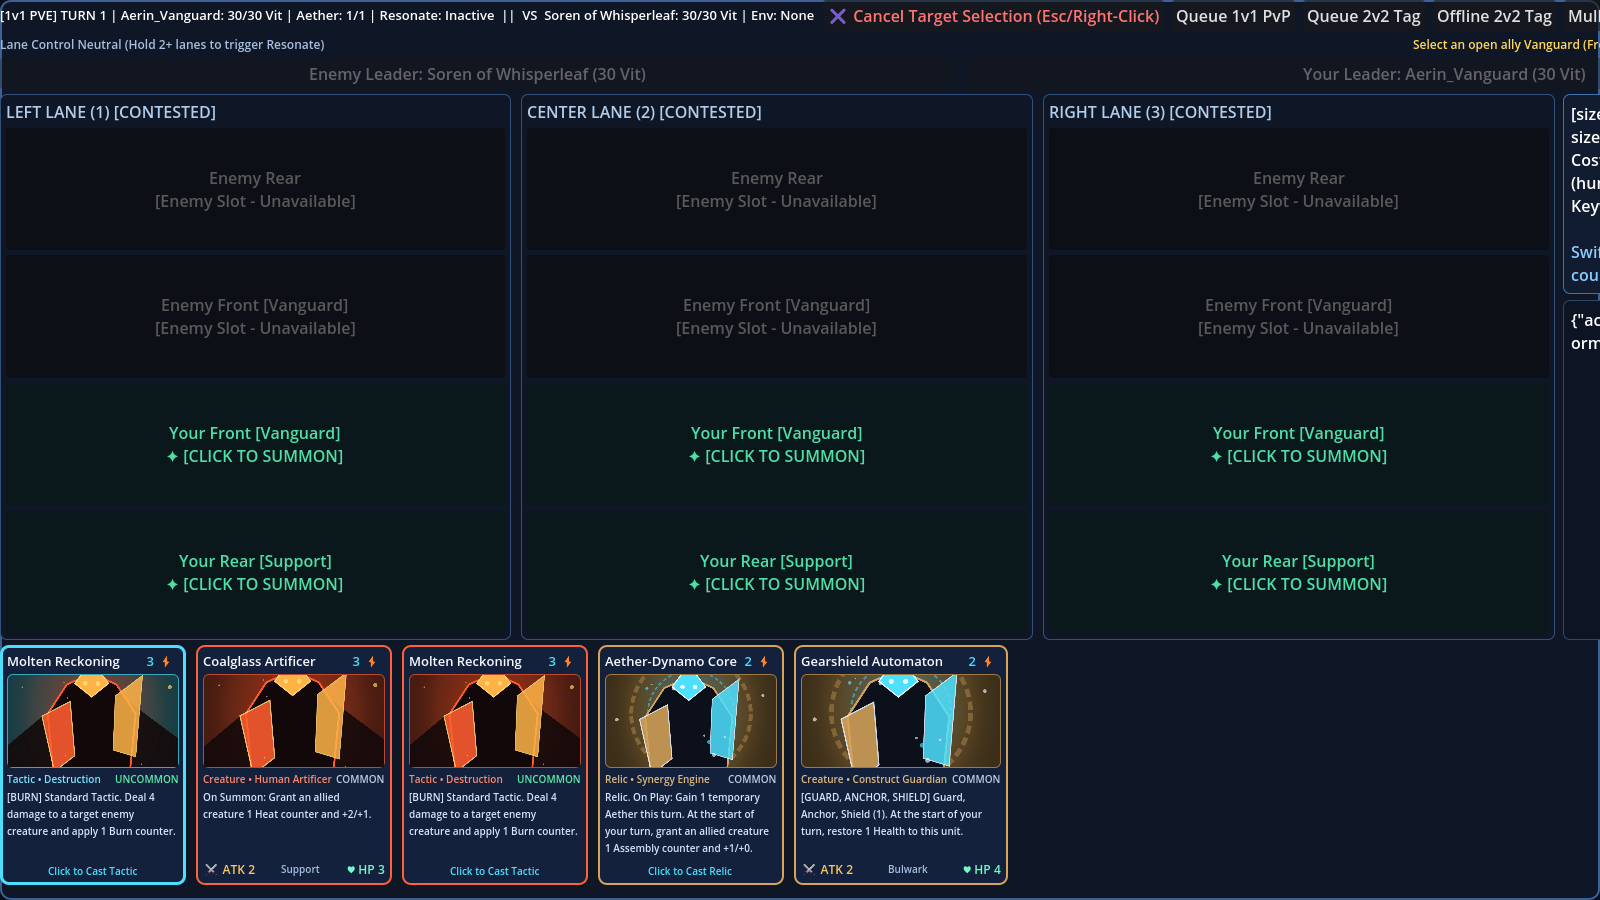 [1v1 PVE] TURN 1 | Aerin_Vanguard: 30/30 Vit | Aether: 1/1 | Resonate: Inactive || VS Soren of Whisperleaf: 30/30 Vit | Env: None
Cancel Target Selection (Esc/Right-Click)
Queue 1v1 PvP
Queue 2v2 Tag
Offline 2v2 Tag
Lane Control Neutral (Hold 2+ lanes to trigger Resonate)
Select an open ally Vanguard
Enemy Leader: Soren of Whisperleaf (30 Vit)
Your Leader: Aerin_Vanguard (30 Vit)
LEFT LANE (1) [CONTESTED]
Enemy Rear
[Enemy Slot - Unavailable]
Enemy Front [Vanguard]
[Enemy Slot - Unavailable]
Your Front [Vanguard]
✦ [CLICK TO SUMMON]
Your Rear [Support]
✦ [CLICK TO SUMMON]
CENTER LANE (2) [CONTESTED]
Enemy Rear
[Enemy Slot - Unavailable]
Enemy Front [Vanguard]
[Enemy Slot - Unavailable]
Your Front [Vanguard]
✦ [CLICK TO SUMMON]
Your Rear [Support]
✦ [CLICK TO SUMMON]
RIGHT LANE (3) [CONTESTED]
Enemy Rear
[Enemy Slot - Unavailable]
Enemy Front [Vanguard]
[Enemy Slot - Unavailable]
Your Front [Vanguard]
✦ [CLICK TO SUMMON]
Your Rear [Support]
✦ [CLICK TO SUMMON]
Molten Reckoning 3
Tactic • Destruction UNCOMMON
[BURN] Standard Tactic. Deal 4
damage to a target enemy
creature and apply 1 Burn counter.
Click to Cast Tactic
Coalglass Artificer 3
Creature • Human Artificer COMMON
On Summon: Grant an allied
creature 1 Heat counter and +2/+1.
ATK 2 Support HP 3
Molten Reckoning 3
Tactic • Destruction UNCOMMON
[BURN] Standard Tactic. Deal 4
damage to a target enemy
creature and apply 1 Burn counter.
Click to Cast Tactic
Aether-Dynamo Core 2
Relic • Synergy Engine COMMON
Relic. On Play: Gain 1 temporary
Aether this turn. At the start of
your turn, grant an allied creature
1 Assembly counter and +1/+0.
Click to Cast Relic
Gearshield Automaton 2
Creature • Construct Guardian COMMON
[GUARD, ANCHOR, SHIELD] Guard,
Anchor, Shield (1). At the start of your
turn, restore 1 Health to this unit.
ATK 2 Bulwark HP 4